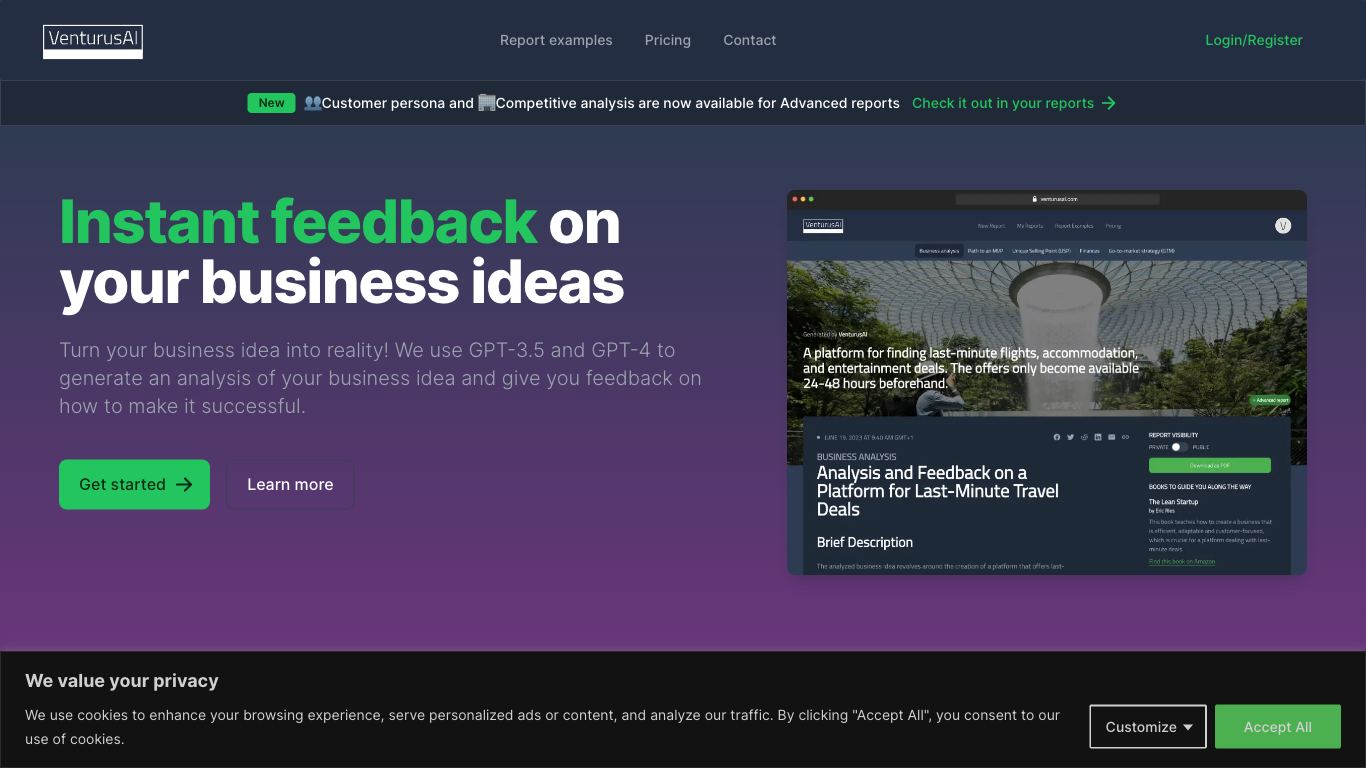 VenturusAI
Report examples
Pricing
Contact
Login/Register
New
Customer persona and Competitive analysis are now available for Advanced reports
Check it out in your reports →
Instant feedback on
your business ideas
Turn your business idea into reality! We use GPT-3.5 and GPT-4 to
generate an analysis of your business idea and give you feedback on
how to make it successful.
Get started →
Learn more
venturusai.com
VenturusAI
New Report
My Reports
Report Examples
Pricing
V
Business analysis
Path to an MVP
Unique Selling Point (USP)
Finances
Go-to-market strategy (GTM)
Generated by VenturusAI
A platform for finding last-minute flights, accommodation,
and entertainment deals. The offers only become available
24-48 hours beforehand.
+ Advanced report
JUNE 19, 2023 AT 9:40 AM GMT+1
BUSINESS ANALYSIS
Analysis and Feedback on a
Platform for Last-Minute Travel
Deals
Brief Description
The analyzed business idea revolves around the creation of a platform that offers last-
REPORT VISIBILITY
PRIVATE
PUBLIC
Download as PDF
BOOKS TO GUIDE YOU ALONG THE WAY
The Lean Startup
by Eric Ries
This book teaches how to create a business that
is efficient, adaptable and customer-focused,
which is crucial for a platform dealing with last-
minute deals
Find this book on Amazon
We value your privacy
We use cookies to enhance your browsing experience, serve personalized ads or content, and analyze our traffic. By clicking "Accept All", you consent to our
use of cookies.
Customize
Accept All